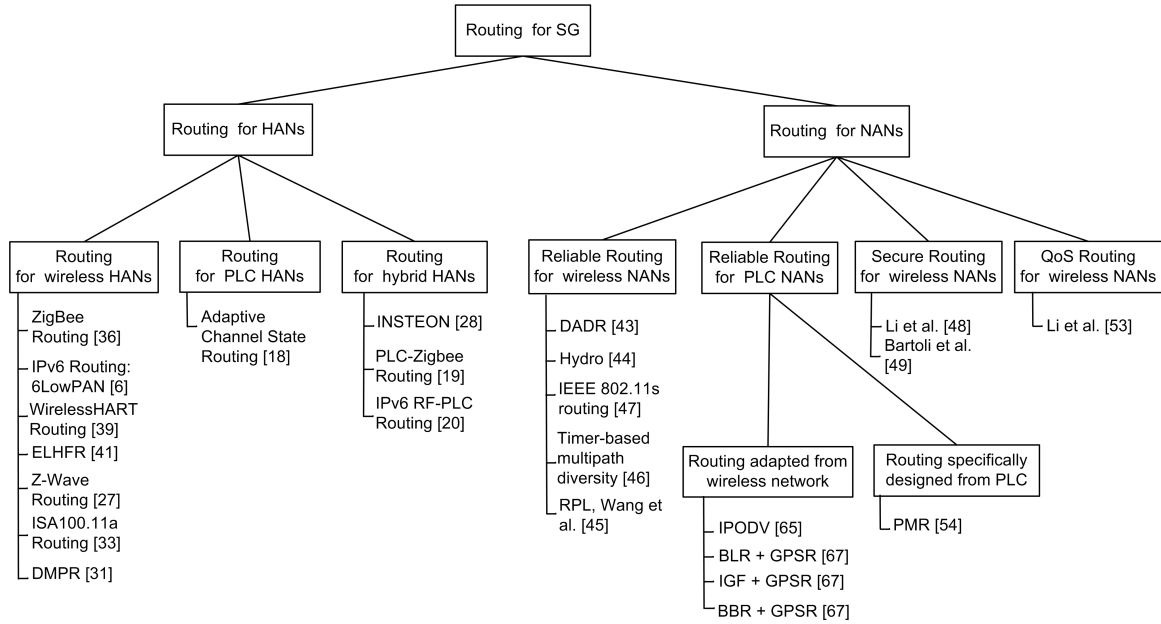 Routing for SG
Routing for HANs
Routing for NANs
Routing
for wireless HANs
Routing
for PLC HANs
Routing
for hybrid HANs
Reliable Routing
for wireless NANs
Reliable Routing
for PLC NANs
Secure Routing
for wireless NANs
QoS Routing
for wireless NANs
ZigBee
Routing [36]
IPv6 Routing:
6LowPAN [6]
WirelessHART
Routing [39]
ELHFR [41]
Z-Wave
Routing [27]
ISA100.11a
Routing [33]
DMPR [31]
Adaptive
Channel State
Routing [18]
INSTEON [28]
PLC-Zigbee
Routing [19]
IPv6 RF-PLC
Routing [20]
DADR [43]
Hydro [44]
IEEE 802.11s
routing [47]
Timer-based
multipath
diversity [46]
RPL, Wang et
al. [45]
Routing adapted from
wireless network
IPODV [65]
BLR + GPSR [67]
IGF + GPSR [67]
BBR + GPSR [67]
Routing specifically
designed from PLC
PMR [54]
Li et al. [48]
Bartoli et al.
[49]
Li et al. [53]